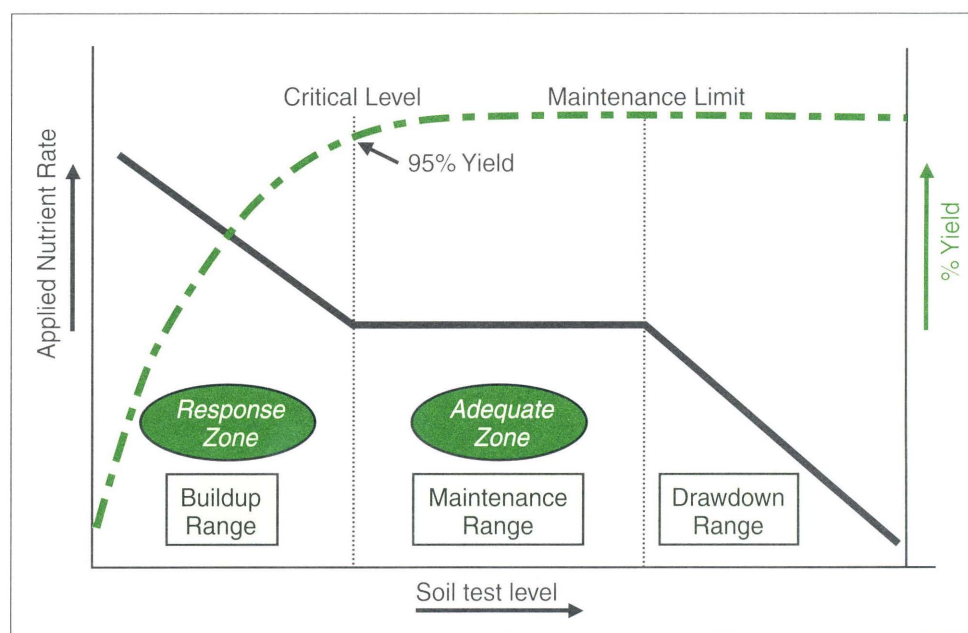 Critical Level
Maintenance Limit
95% Yield
Applied Nutrient Rate
% Yield
Response
Zone
Adequate
Zone
Buildup
Range
Maintenance
Range
Drawdown
Range
Soil test level